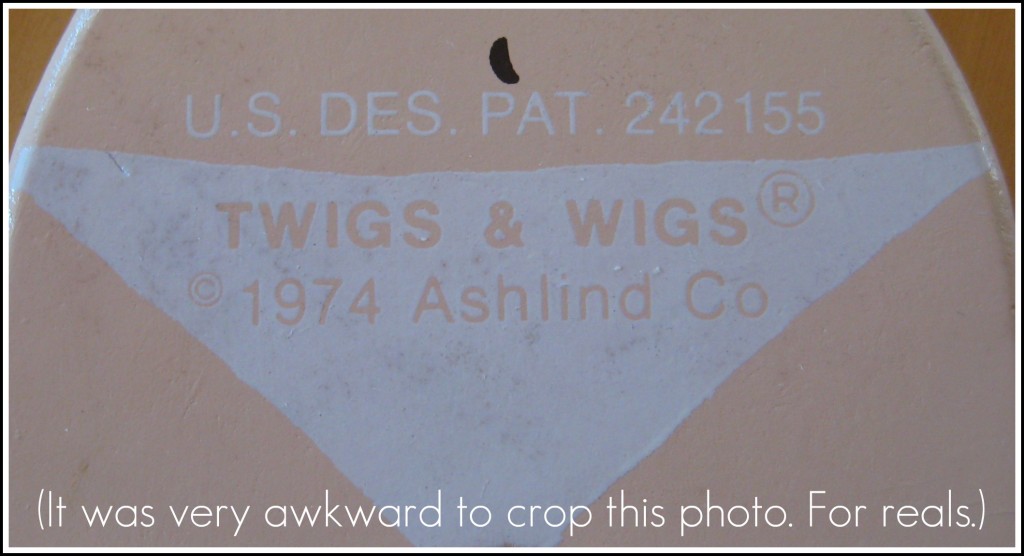 U.S. DES. PAT. 242155
TWIGS & WIGS®
© 1974 Ashlind Co
(It was very awkward to crop this photo. For reals.)